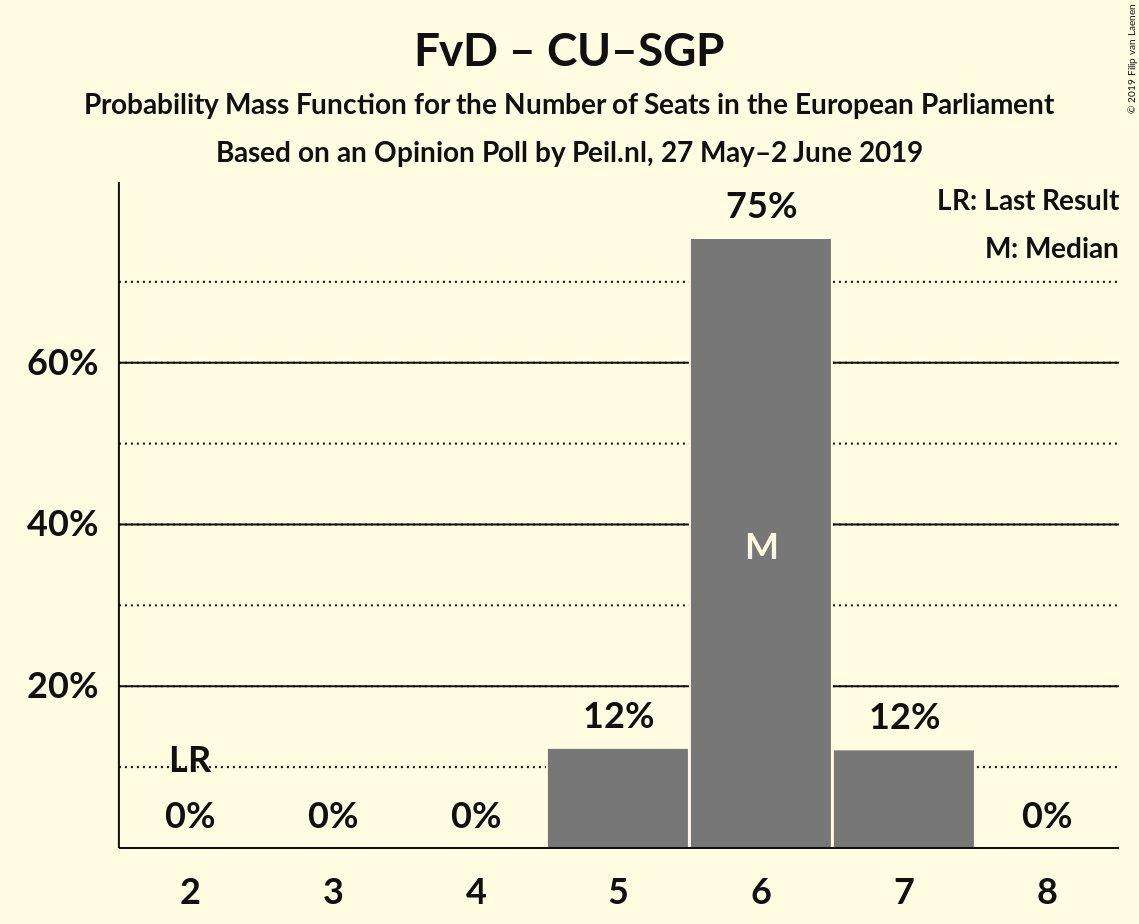 FvD – CU–SGP
Probability Mass Function for the Number of Seats in the European Parliament
Based on an Opinion Poll by Peil.nl, 27 May–2 June 2019
© 2019 Filip van Laenen
LR: Last Result
M: Median
75%
60%
40%
20%
M
12%
12%
LR
0%
0%
0%
0%
2
3
4
5
6
7
8